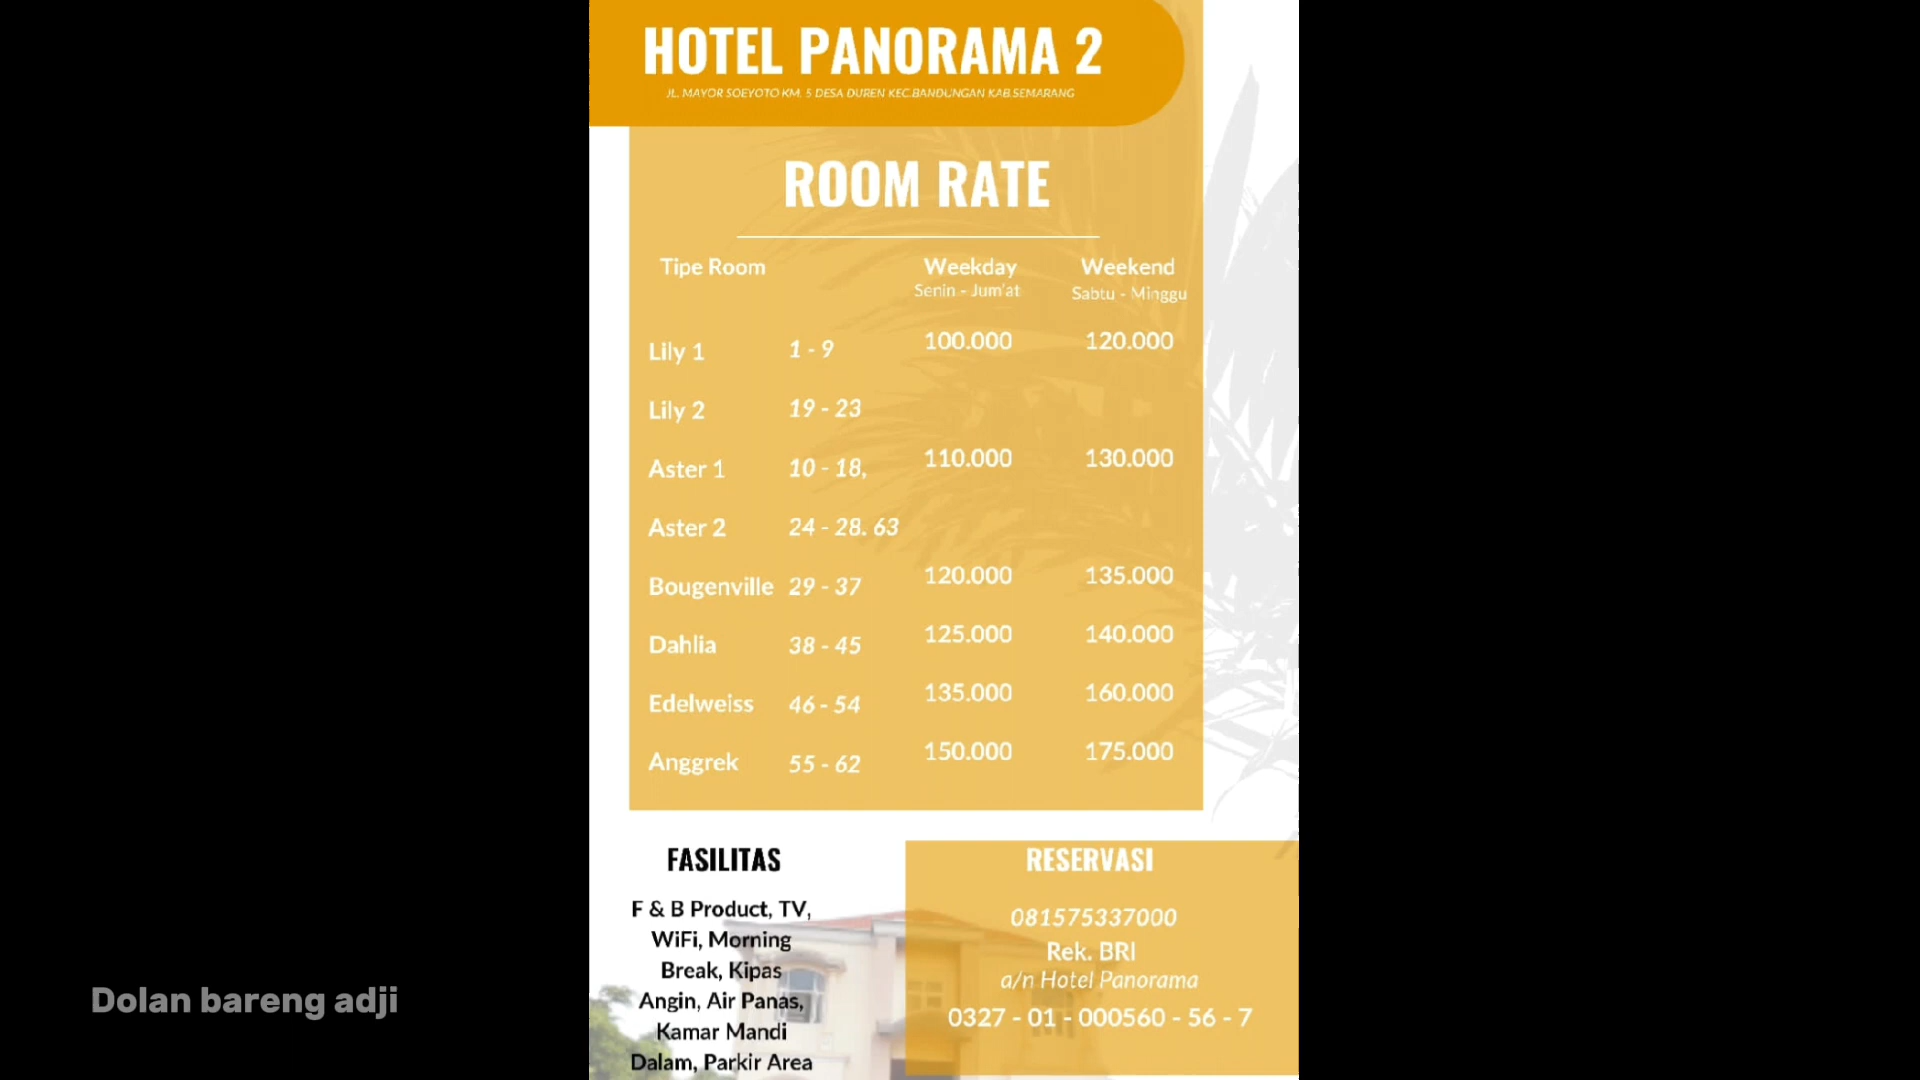 HOTEL PANORAMA 2
JL. MAYOR SOEYOTO KM. 5 DESA DUREN KEC.BANDUNGAN KAB.SEMARANG
ROOM RATE
Tipe Room Weekday Weekend
Senin - Jum'at Sabtu - Minggu
Lily 1 1 - 9 100.000 120.000
Lily 2 19 - 23
Aster 1 10 - 18, 110.000 130.000
Aster 2 24 - 28. 63
Bougenville 29 - 37 120.000 135.000
Dahlia 38 - 45 125.000 140.000
Edelweiss 46 - 54 135.000 160.000
Anggrek 55 - 62 150.000 175.000
FASILITAS
F & B Product, TV,
WiFi, Morning
Break, Kipas
Angin, Air Panas,
Kamar Mandi
Dalam, Parkir Area
RESERVASI
081575337000
Rek. BRI
a/n Hotel Panorama
0327 - 01 - 000560 - 56 - 7
Dolan bareng adji